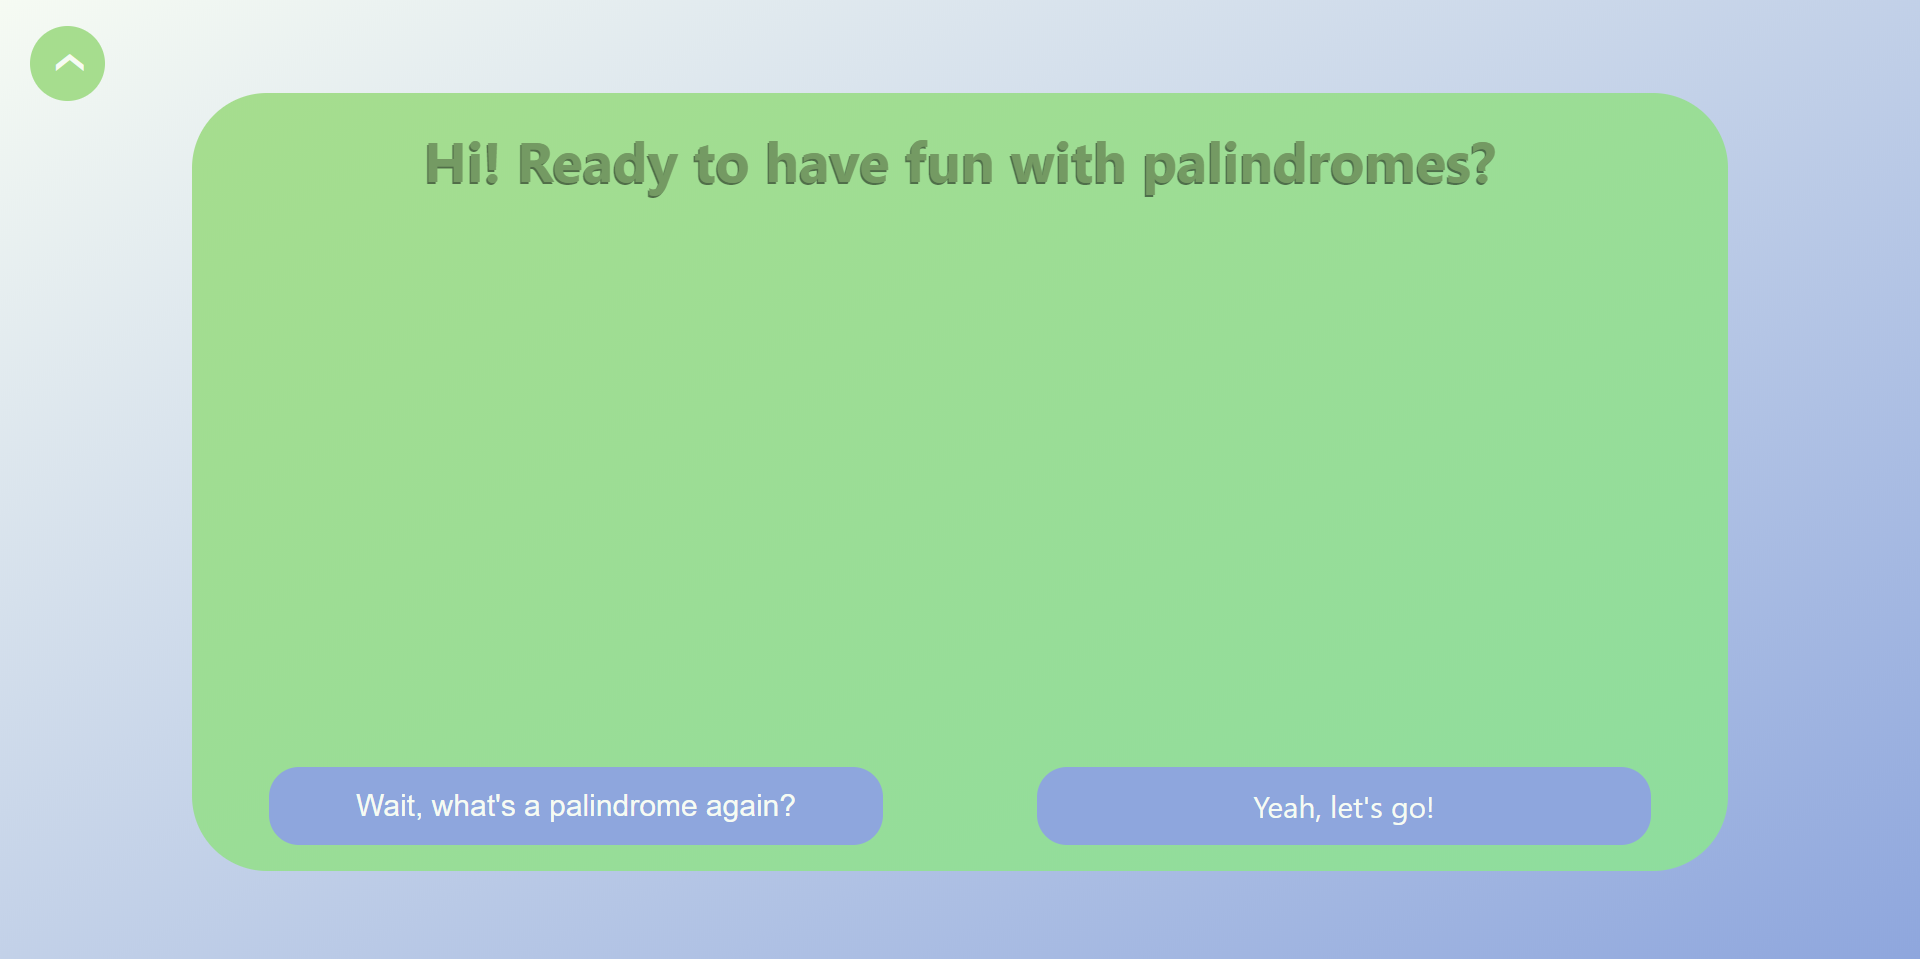 Hi! Ready to have fun with palindromes?
Wait, what's a palindrome again?
Yeah, let's go!